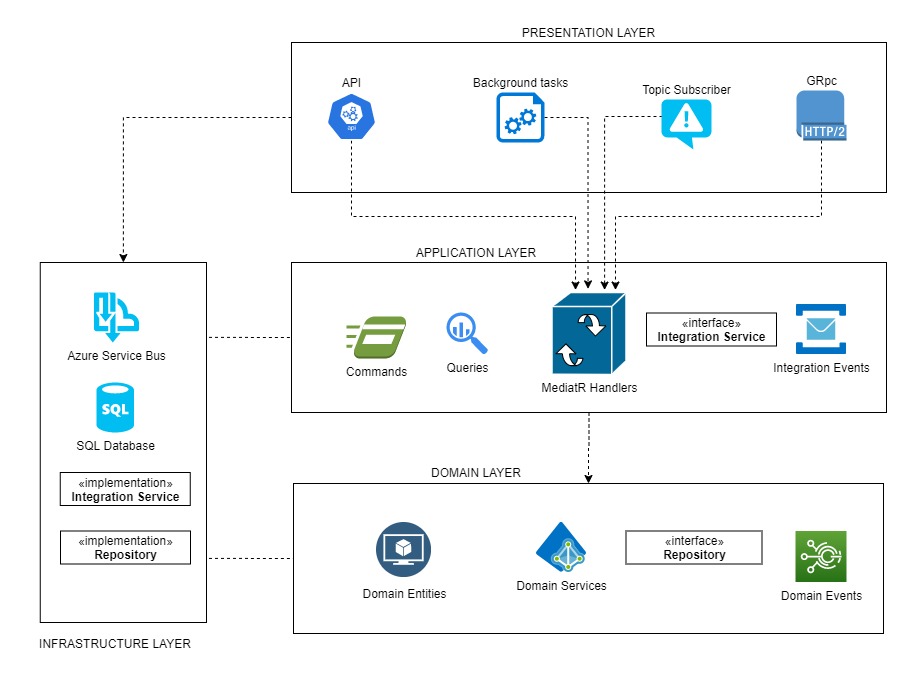 PRESENTATION LAYER
API
Background tasks
Topic Subscriber
GRpc
api
HTTP/2
APPLICATION LAYER
Commands
Queries
MediatR Handlers
«interface»
Integration Service
Integration Events
Azure Service Bus
SQL
SQL Database
«implementation»
Integration Service
«implementation»
Repository
INFRASTRUCTURE LAYER
DOMAIN LAYER
Domain Entities
Domain Services
«interface»
Repository
Domain Events